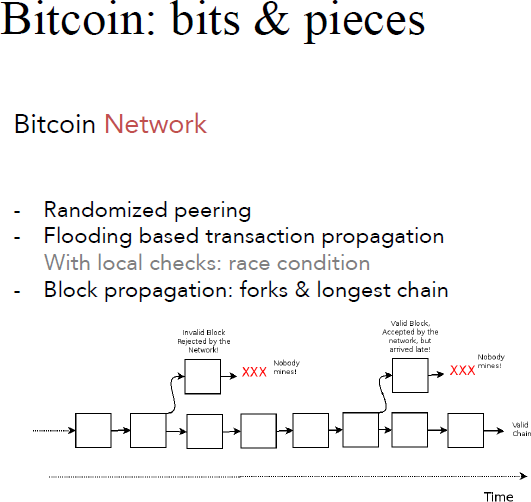 Bitcoin: bits & pieces
Bitcoin Network
- Randomized peering
- Flooding based transaction propagation
With local checks: race condition
- Block propagation: forks & longest chain
Invalid Block
Rejected by the
Network!
XXX
Nobody
mines!
Valid Block,
Accepted by the
network, but
arrived late!
XXX
Nobody
mines!
Valid
Chain
Time